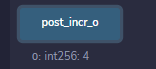 post_incr_o
o: int256: 4